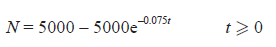 N = 5000 – 5000e^{–0.075t} t ⩾ 0